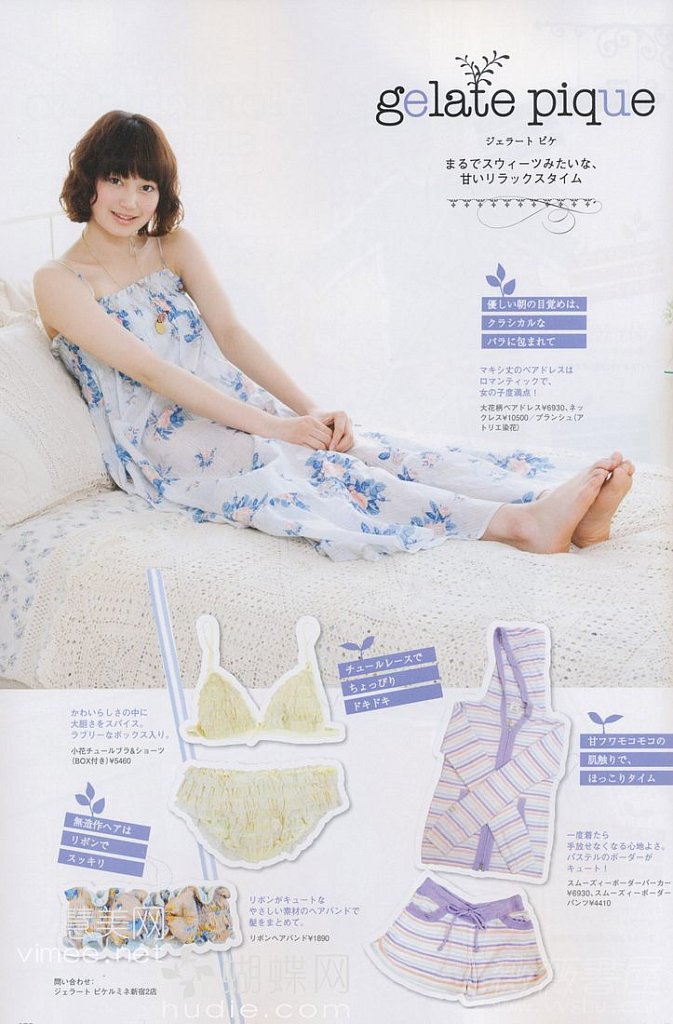 gelate pique
ジェラート ピケ
まるでスウィーツみたいな、
甘いリラックスタイム
優しい朝の目覚めは、
クラシカルな
バラに包まれて
マキシ丈のベアドレスは
ロマンティックで、
女の子度満点！
大花柄ベアドレス¥6930、ネッ
クレス¥10500／ブランシュ(ア
トリエ染花)
チュールレースで
ちょっぴり
ドキドキ
かわいらしさの中に
大胆さをスパイス。
ラブリーなボックス入り。
小花チュールブラ&ショーツ
(BOX付き)¥5460
甘フワモコモコの
肌触りで、
ほっこりタイム
一度着たら
手放せなくなる心地よさ。
パステルのボーダーが
キュート！
スムーズィーボーダーパーカー
¥6930、スムーズィーボーダー
パンツ¥4410
無造作ヘアは
リボンで
スッキリ
リボンがキュートな
やさしい素材のヘアバンドで
髪をまとめて。
リボンヘアバンド¥1890
慧美网
vimee.net
問い合わせ：
ジェラート ピケルミネ新宿2店
蝴蝶网
hudie.com